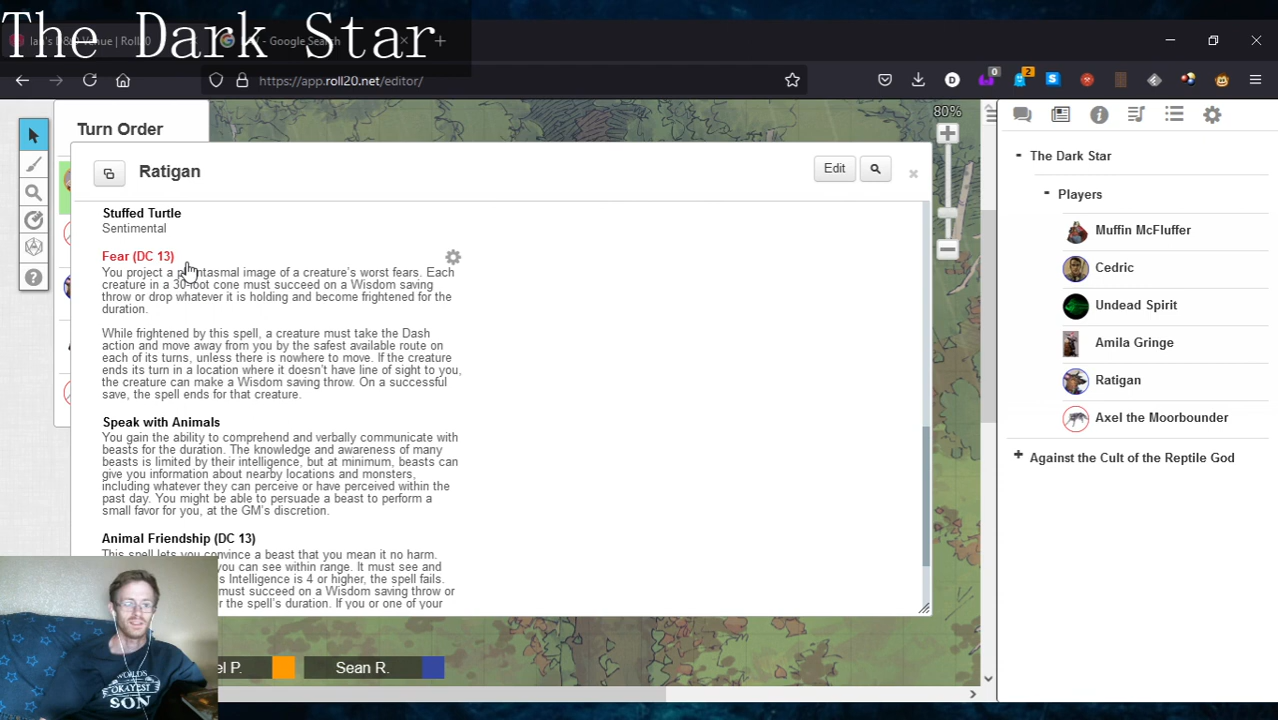 The Dark Star
Venue | Roll20
- Google Search
https://app.roll20.net/editor/
0
2
D
S
Turn Order
80%
Ratigan
Edit
Stuffed Turtle
Sentimental
Fear (DC 13)
You project a phantasmal image of a creature's worst fears. Each
creature in a 30-foot cone must succeed on a Wisdom saving
throw or drop whatever it is holding and become frightened for the
duration.
While frightened by this spell, a creature must take the Dash
action and move away from you by the safest available route on
each of its turns, unless there is nowhere to move. If the creature
ends its turn in a location where it doesn't have line of sight to you,
the creature can make a Wisdom saving throw. On a successful
save, the spell ends for that creature.
Speak with Animals
You gain the ability to comprehend and verbally communicate with
beasts for the duration. The knowledge and awareness of many
beasts is limited by their intelligence, but at minimum, beasts can
give you information about nearby locations and monsters,
including whatever they can perceive or have perceived within the
past day. You might be able to persuade a beast to perform a
small favor for you, at the GM's discretion.
Animal Friendship (DC 13)
This spell lets you convince a beast that you mean it no harm.
you can see within range. It must see and
s Intelligence is 4 or higher, the spell fails.
must succeed on a Wisdom saving throw or
r the spell's duration. If you or one of your
The Dark Star
Players
Muffin McFluffer
Cedric
Undead Spirit
Amila Gringe
Ratigan
Axel the Moorbounder
Against the Cult of the Reptile God
el P.
Sean R.
WORLD'S
OKAYEST
SON